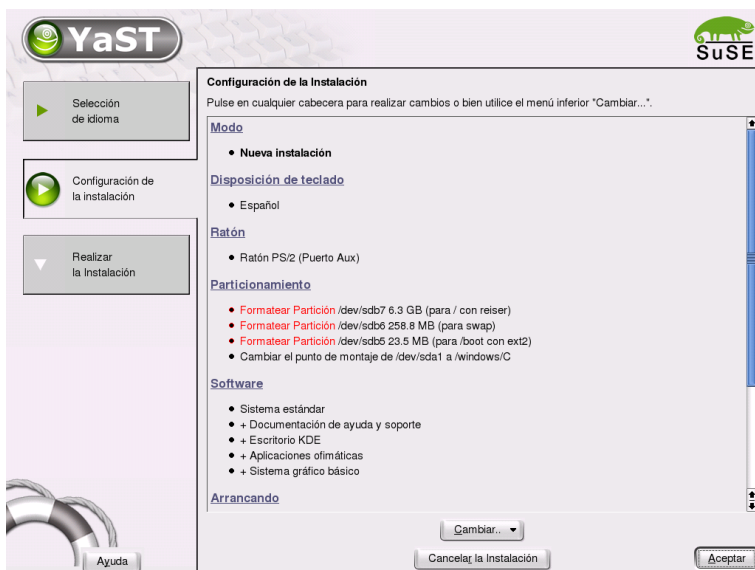 YaST
SuSE
Selección
de idioma
Configuración de
la instalación
Realizar
la Instalación
Configuración de la Instalación
Pulse en cualquier cabecera para realizar cambios o bien utilice el menú inferior "Cambiar...".
Modo
Nueva instalación
Disposición de teclado
Español
Ratón
Ratón PS/2 (Puerto Aux)
Particionamiento
Formatear Partición /dev/sdb7 6.3 GB (para / con reiser)
Formatear Partición /dev/sdb6 258.8 MB (para swap)
Formatear Partición /dev/sdb5 23.5 MB (para /boot con ext2)
Cambiar el punto de montaje de /dev/sda1 a /windows/C
Software
Sistema estándar
+ Documentación de ayuda y soporte
+ Escritorio KDE
+ Aplicaciones ofimáticas
+ Sistema gráfico básico
Arrancando
Cambiar..
Ayuda
Cancelar la Instalación
Aceptar